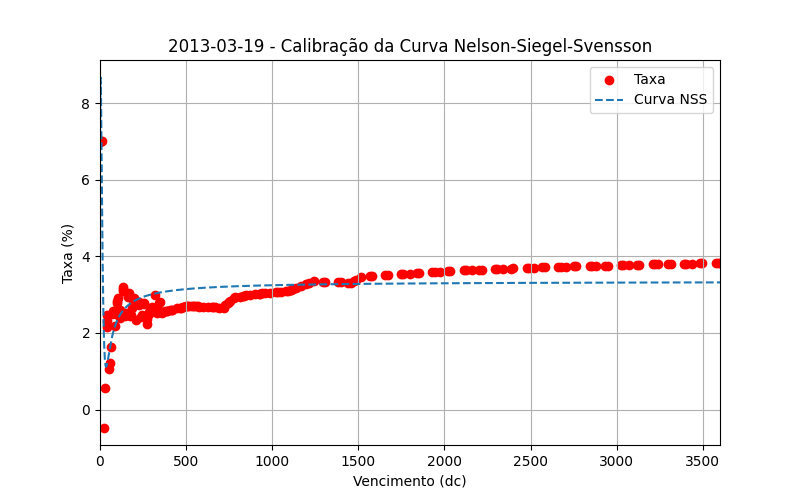 2013-03-19 - Calibração da Curva Nelson-Siegel-Svensson
Taxa
Curva NSS
Taxa (%)
8
6
4
2
0
0 500 1000 1500 2000 2500 3000 3500
Vencimento (dc)